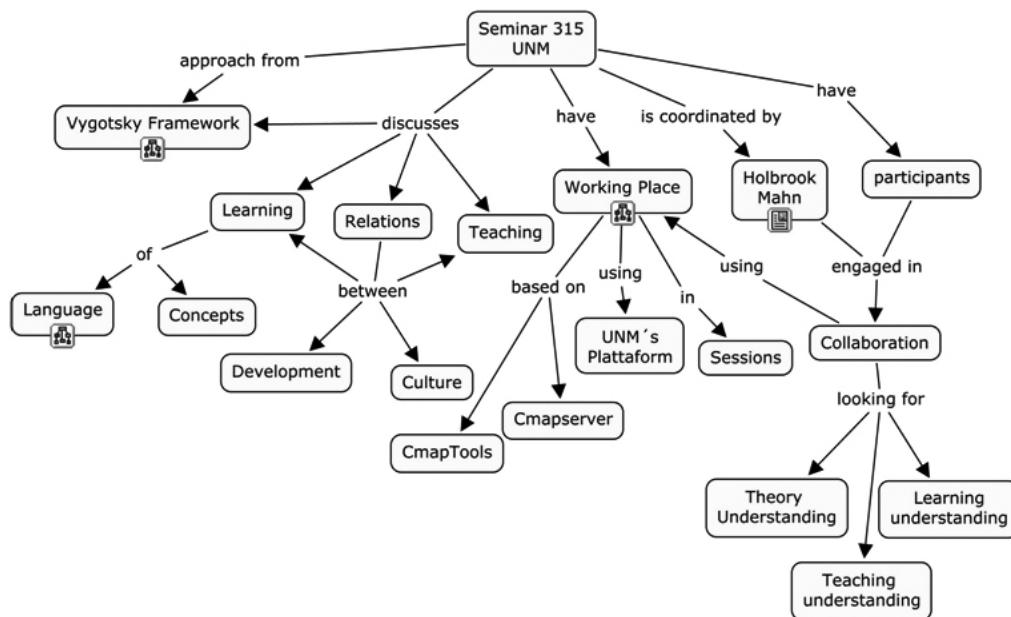 Seminar 315
UNM
approach from
have
Vygotsky Framework
discusses
have
is coordinated by
Working Place
Holbrook
Mahn
participants
Learning
Relations
Teaching
of
between
based on
using
in
using
engaged in
Language
Concepts
UNM´s
Plattaform
Sessions
Collaboration
Development
Culture
Cmapserver
CmapTools
looking for
Theory
Understanding
Learning
understanding
Teaching
understanding